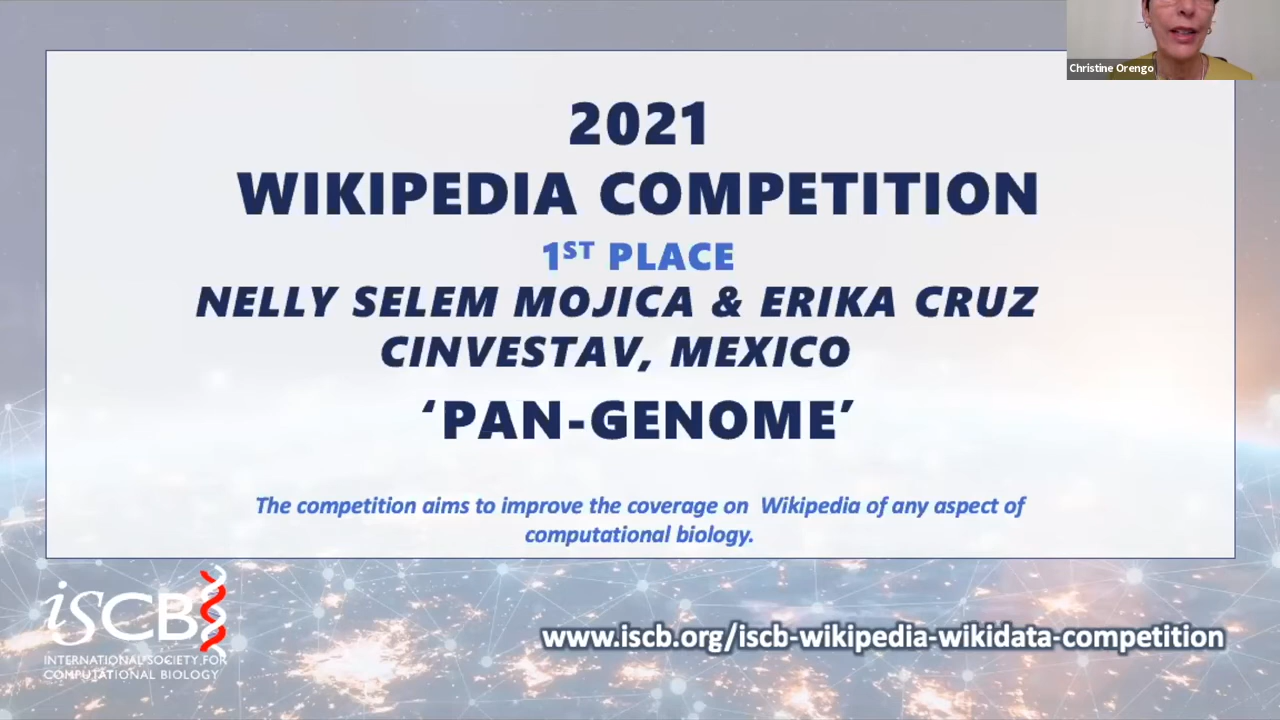 Christine Orengo
2021
WIKIPEDIA COMPETITION
1ST PLACE
NELLY SELEM MOJICA & ERIKA CRUZ
CINVESTAV, MEXICO
‘PAN-GENOME’
The competition aims to improve the coverage on Wikipedia of any aspect of
computational biology.
iSCB
INTERNATIONAL SOCIETY FOR
COMPUTATIONAL BIOLOGY
www.iscb.org/iscb-wikipedia-wikidata-competition